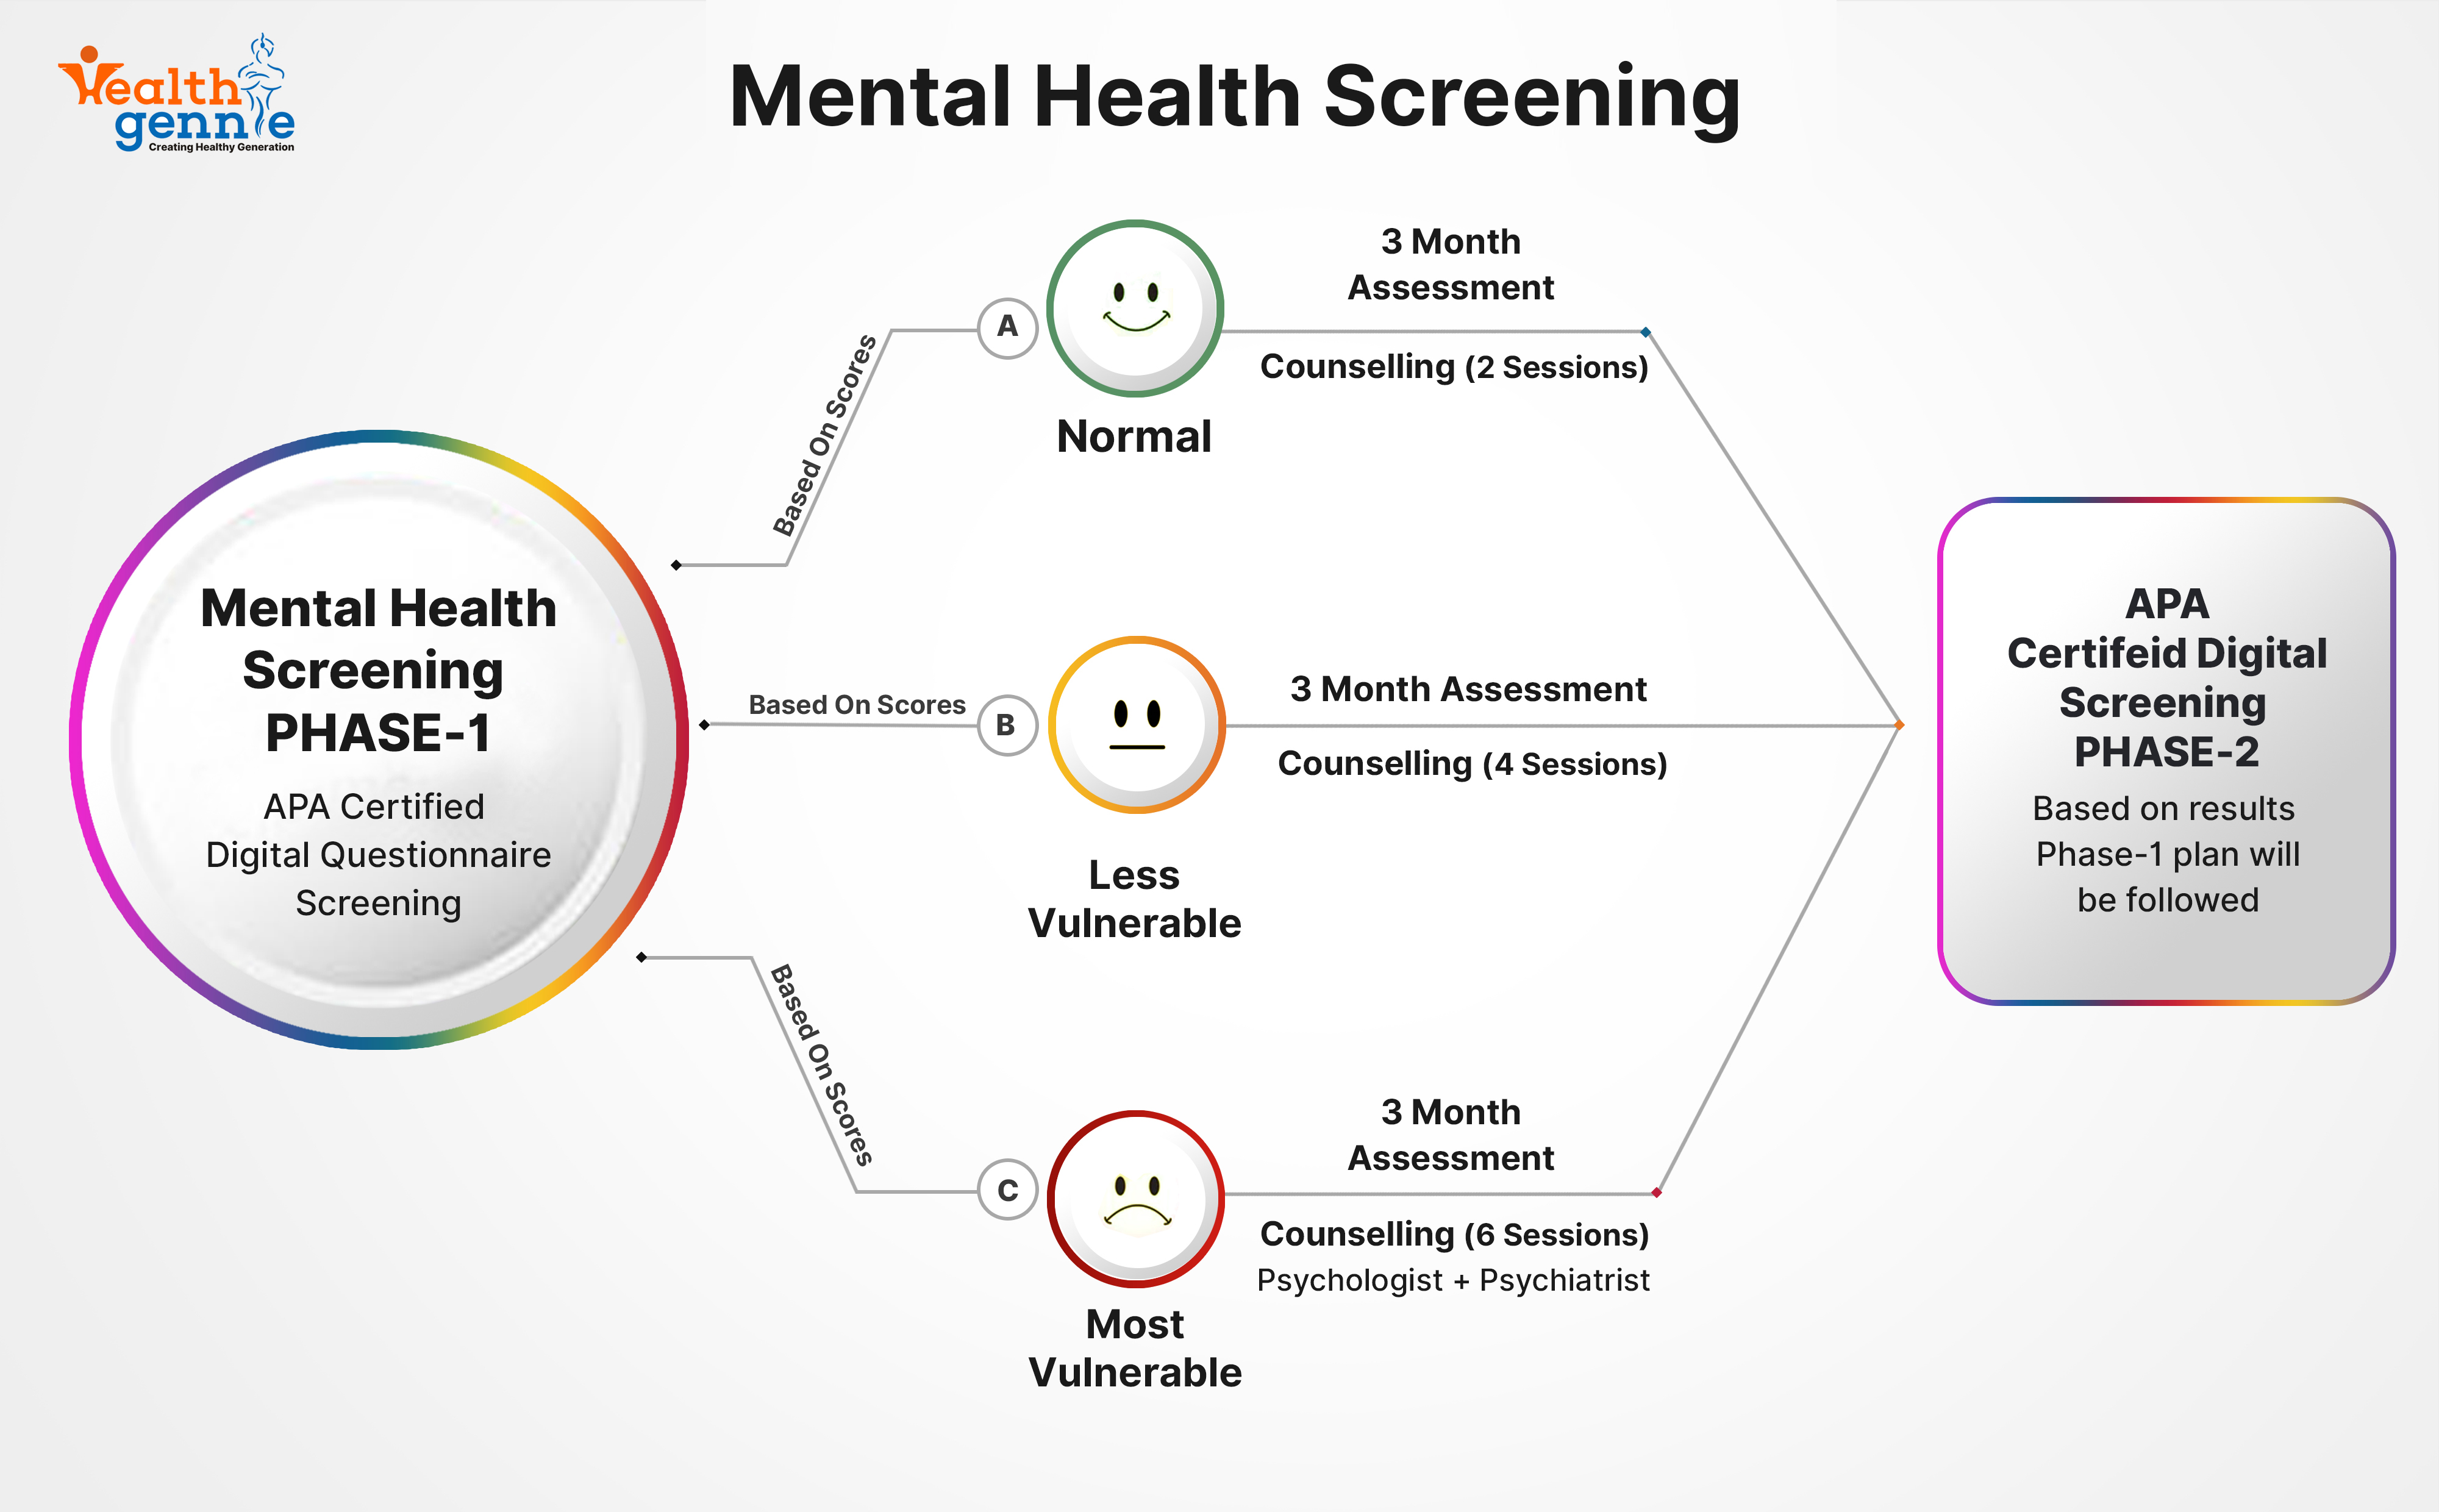 Health
gennie
Creating Healthy Generation
Mental Health Screening
Mental Health
Screening
PHASE-1
APA Certified
Digital Questionnaire
Screening
Based On Scores
A
Normal
3 Month
Assessment
Counselling (2 Sessions)
Based On Scores
B
Less
Vulnerable
3 Month Assessment
Counselling (4 Sessions)
Based On Scores
C
Most
Vulnerable
3 Month
Assessment
Counselling (6 Sessions)
Psychologist + Psychiatrist
APA
Certifeid Digital
Screening
PHASE-2
Based on results
Phase-1 plan will
be followed